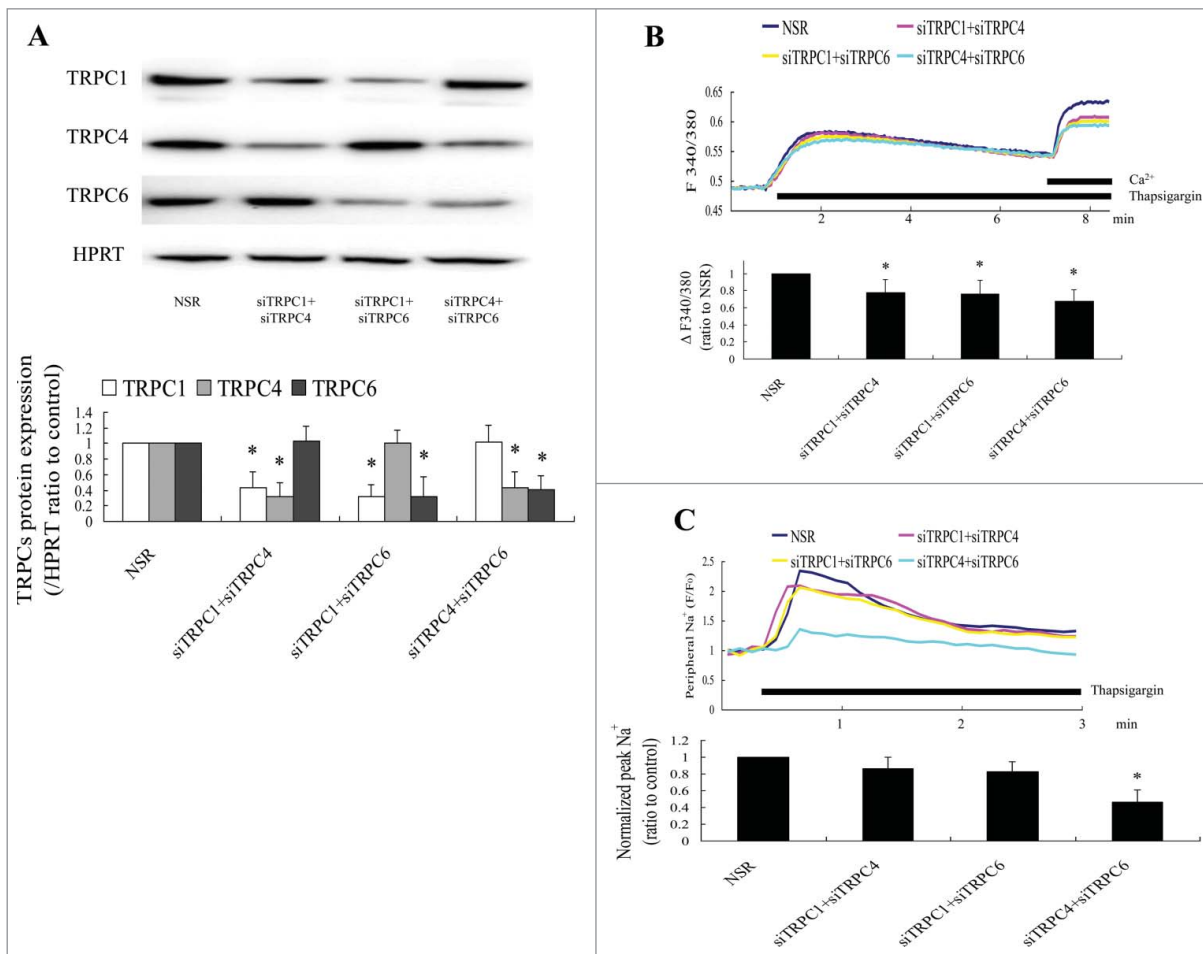 A
TRPC1
TRPC4
TRPC6
HPRT
NSR
siTRPC1+
siTRPC4
siTRPC1+
siTRPC6
siTRPC4+
siTRPC6
TRPC1 TRPC4 TRPC6
TRPCs protein expression
(/HPRT ratio to control)
1.4
1.2
1
0.8
0.6
0.4
0.2
0
* * * * * *
NSR
siTRPC1+siTRPC4
siTRPC1+siTRPC6
siTRPC4+siTRPC6
B
NSR siTRPC1+siTRPC4
siTRPC1+siTRPC6 siTRPC4+siTRPC6
F 340/380
0.65
0.6
0.55
0.5
0.45
Ca²⁺
Thapsigargin
2 4 6 8
min
Δ F340/380
(ratio to NSR)
1
0.8
0.6
0.4
0.2
0
* * *
NSR
siTRPC1+siTRPC4
siTRPC1+siTRPC6
siTRPC4+siTRPC6
C
NSR siTRPC1+siTRPC4
siTRPC1+siTRPC6 siTRPC4+siTRPC6
Peripheral Na⁺ (F/F₀)
2.5
2
1.5
1
0.5
0
Thapsigargin
1 2 3 min
Normalized peak Na⁺
(ratio to control)
1.2
1
0.8
0.6
0.4
0.2
0
*
NSR
siTRPC1+siTRPC4
siTRPC1+siTRPC6
siTRPC4+siTRPC6